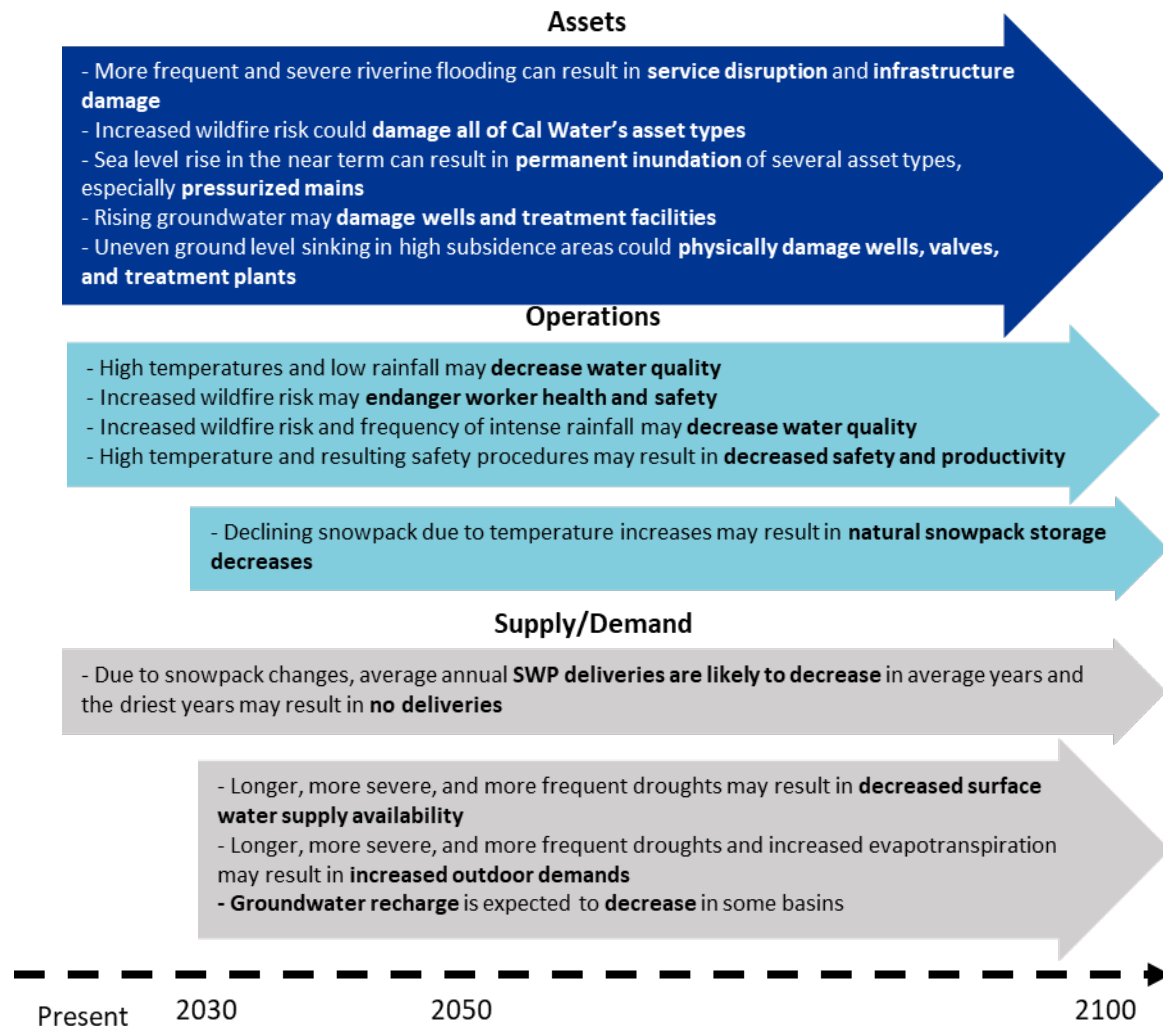 Assets
- More frequent and severe riverine flooding can result in service disruption and infrastructure
damage
- Increased wildfire risk could damage all of Cal Water’s asset types
- Sea level rise in the near term can result in permanent inundation of several asset types,
especially pressurized mains
- Rising groundwater may damage wells and treatment facilities
- Uneven ground level sinking in high subsidence areas could physically damage wells, valves,
and treatment plants
Operations
- High temperatures and low rainfall may decrease water quality
- Increased wildfire risk may endanger worker health and safety
- Increased wildfire risk and frequency of intense rainfall may decrease water quality
- High temperature and resulting safety procedures may result in decreased safety and productivity
- Declining snowpack due to temperature increases may result in natural snowpack storage
decreases
Supply/Demand
- Due to snowpack changes, average annual SWP deliveries are likely to decrease in average years and
the driest years may result in no deliveries
- Longer, more severe, and more frequent droughts may result in decreased surface
water supply availability
- Longer, more severe, and more frequent droughts and increased evapotranspiration
may result in increased outdoor demands
- Groundwater recharge is expected to decrease in some basins
Present 2030 2050 2100